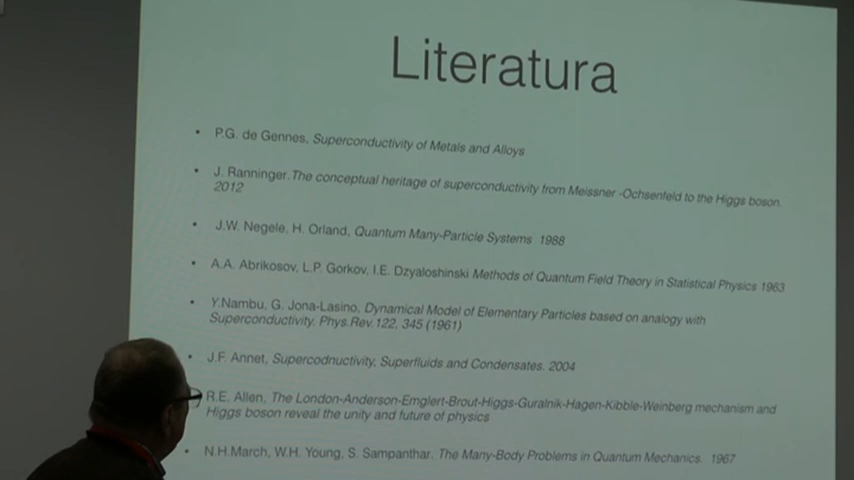 Literatura
• P.G. de Gennes, Superconductivity of Metals and Alloys
• J. Ranninger. The conceptual heritage of superconductivity from Meissner -Ochsenfeld to the Higgs boson.
2012
• J.W. Negele, H. Orland, Quantum Many-Particle Systems 1988
• A.A. Abrikosov, L.P. Gorkov, I.E. Dzyaloshinski Methods of Quantum Field Theory in Statistical Physics 1963
• Y.Nambu, G. Jona-Lasino, Dynamical Model of Elementary Particles based on analogy with
Superconductivity. Phys.Rev.122, 345 (1961)
• J.F. Annet, Supercodnuctivity, Superfluids and Condensates. 2004
R.E. Allen, The London-Anderson-Emglert-Brout-Higgs-Guralnik-Hagen-Kibble-Weinberg mechanism and
Higgs boson reveal the unity and future of physics
• N.H.March, W.H. Young, S. Sampanthar. The Many-Body Problems in Quantum Mechanics. 1967